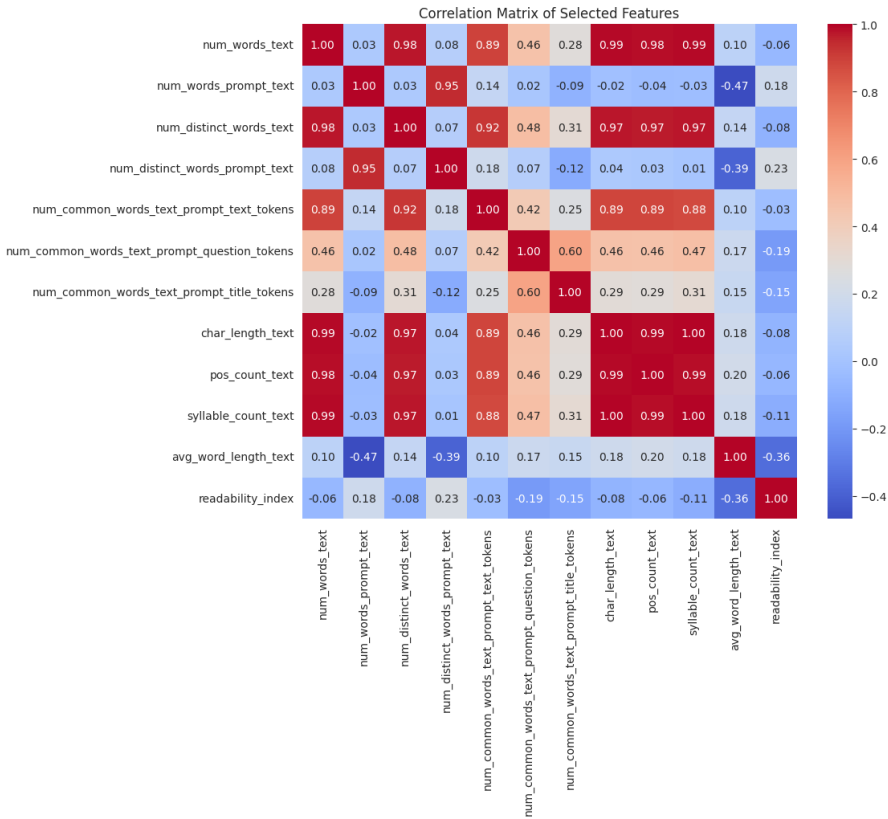 Correlation Matrix of Selected Features
num_words_text 1.00 0.03 0.98 0.08 0.89 0.46 0.28 0.99 0.98 0.99 0.10 -0.06
num_words_prompt_text 0.03 1.00 0.03 0.95 0.14 0.02 -0.09 -0.02 -0.04 -0.03 -0.47 0.18
num_distinct_words_text 0.98 0.03 1.00 0.07 0.92 0.48 0.31 0.97 0.97 0.97 0.14 -0.08
num_distinct_words_prompt_text 0.08 0.95 0.07 1.00 0.18 0.07 -0.12 0.04 0.03 0.01 -0.39 0.23
num_common_words_text_prompt_text_tokens 0.89 0.14 0.92 0.18 1.00 0.42 0.25 0.89 0.89 0.88 0.10 -0.03
num_common_words_text_prompt_question_tokens 0.46 0.02 0.48 0.07 0.42 1.00 0.60 0.46 0.46 0.47 0.17 -0.19
num_common_words_text_prompt_title_tokens 0.28 -0.09 0.31 -0.12 0.25 0.60 1.00 0.29 0.29 0.31 0.15 -0.15
char_length_text 0.99 -0.02 0.97 0.04 0.89 0.46 0.29 1.00 0.99 1.00 0.18 -0.08
pos_count_text 0.98 -0.04 0.97 0.03 0.89 0.46 0.29 0.99 1.00 0.99 0.20 -0.06
syllable_count_text 0.99 -0.03 0.97 0.01 0.88 0.47 0.31 1.00 0.99 1.00 0.18 -0.11
avg_word_length_text 0.10 -0.47 0.14 -0.39 0.10 0.17 0.15 0.18 0.20 0.18 1.00 -0.36
readability_index -0.06 0.18 -0.08 0.23 -0.03 -0.19 -0.15 -0.08 -0.06 -0.11 -0.36 1.00
num_words_text
num_words_prompt_text
num_distinct_words_text
num_distinct_words_prompt_text
num_common_words_text_prompt_text_tokens
num_common_words_text_prompt_question_tokens
num_common_words_text_prompt_title_tokens
char_length_text
pos_count_text
syllable_count_text
avg_word_length_text
readability_index
1.0
0.8
0.6
0.4
0.2
0.0
−0.2
−0.4